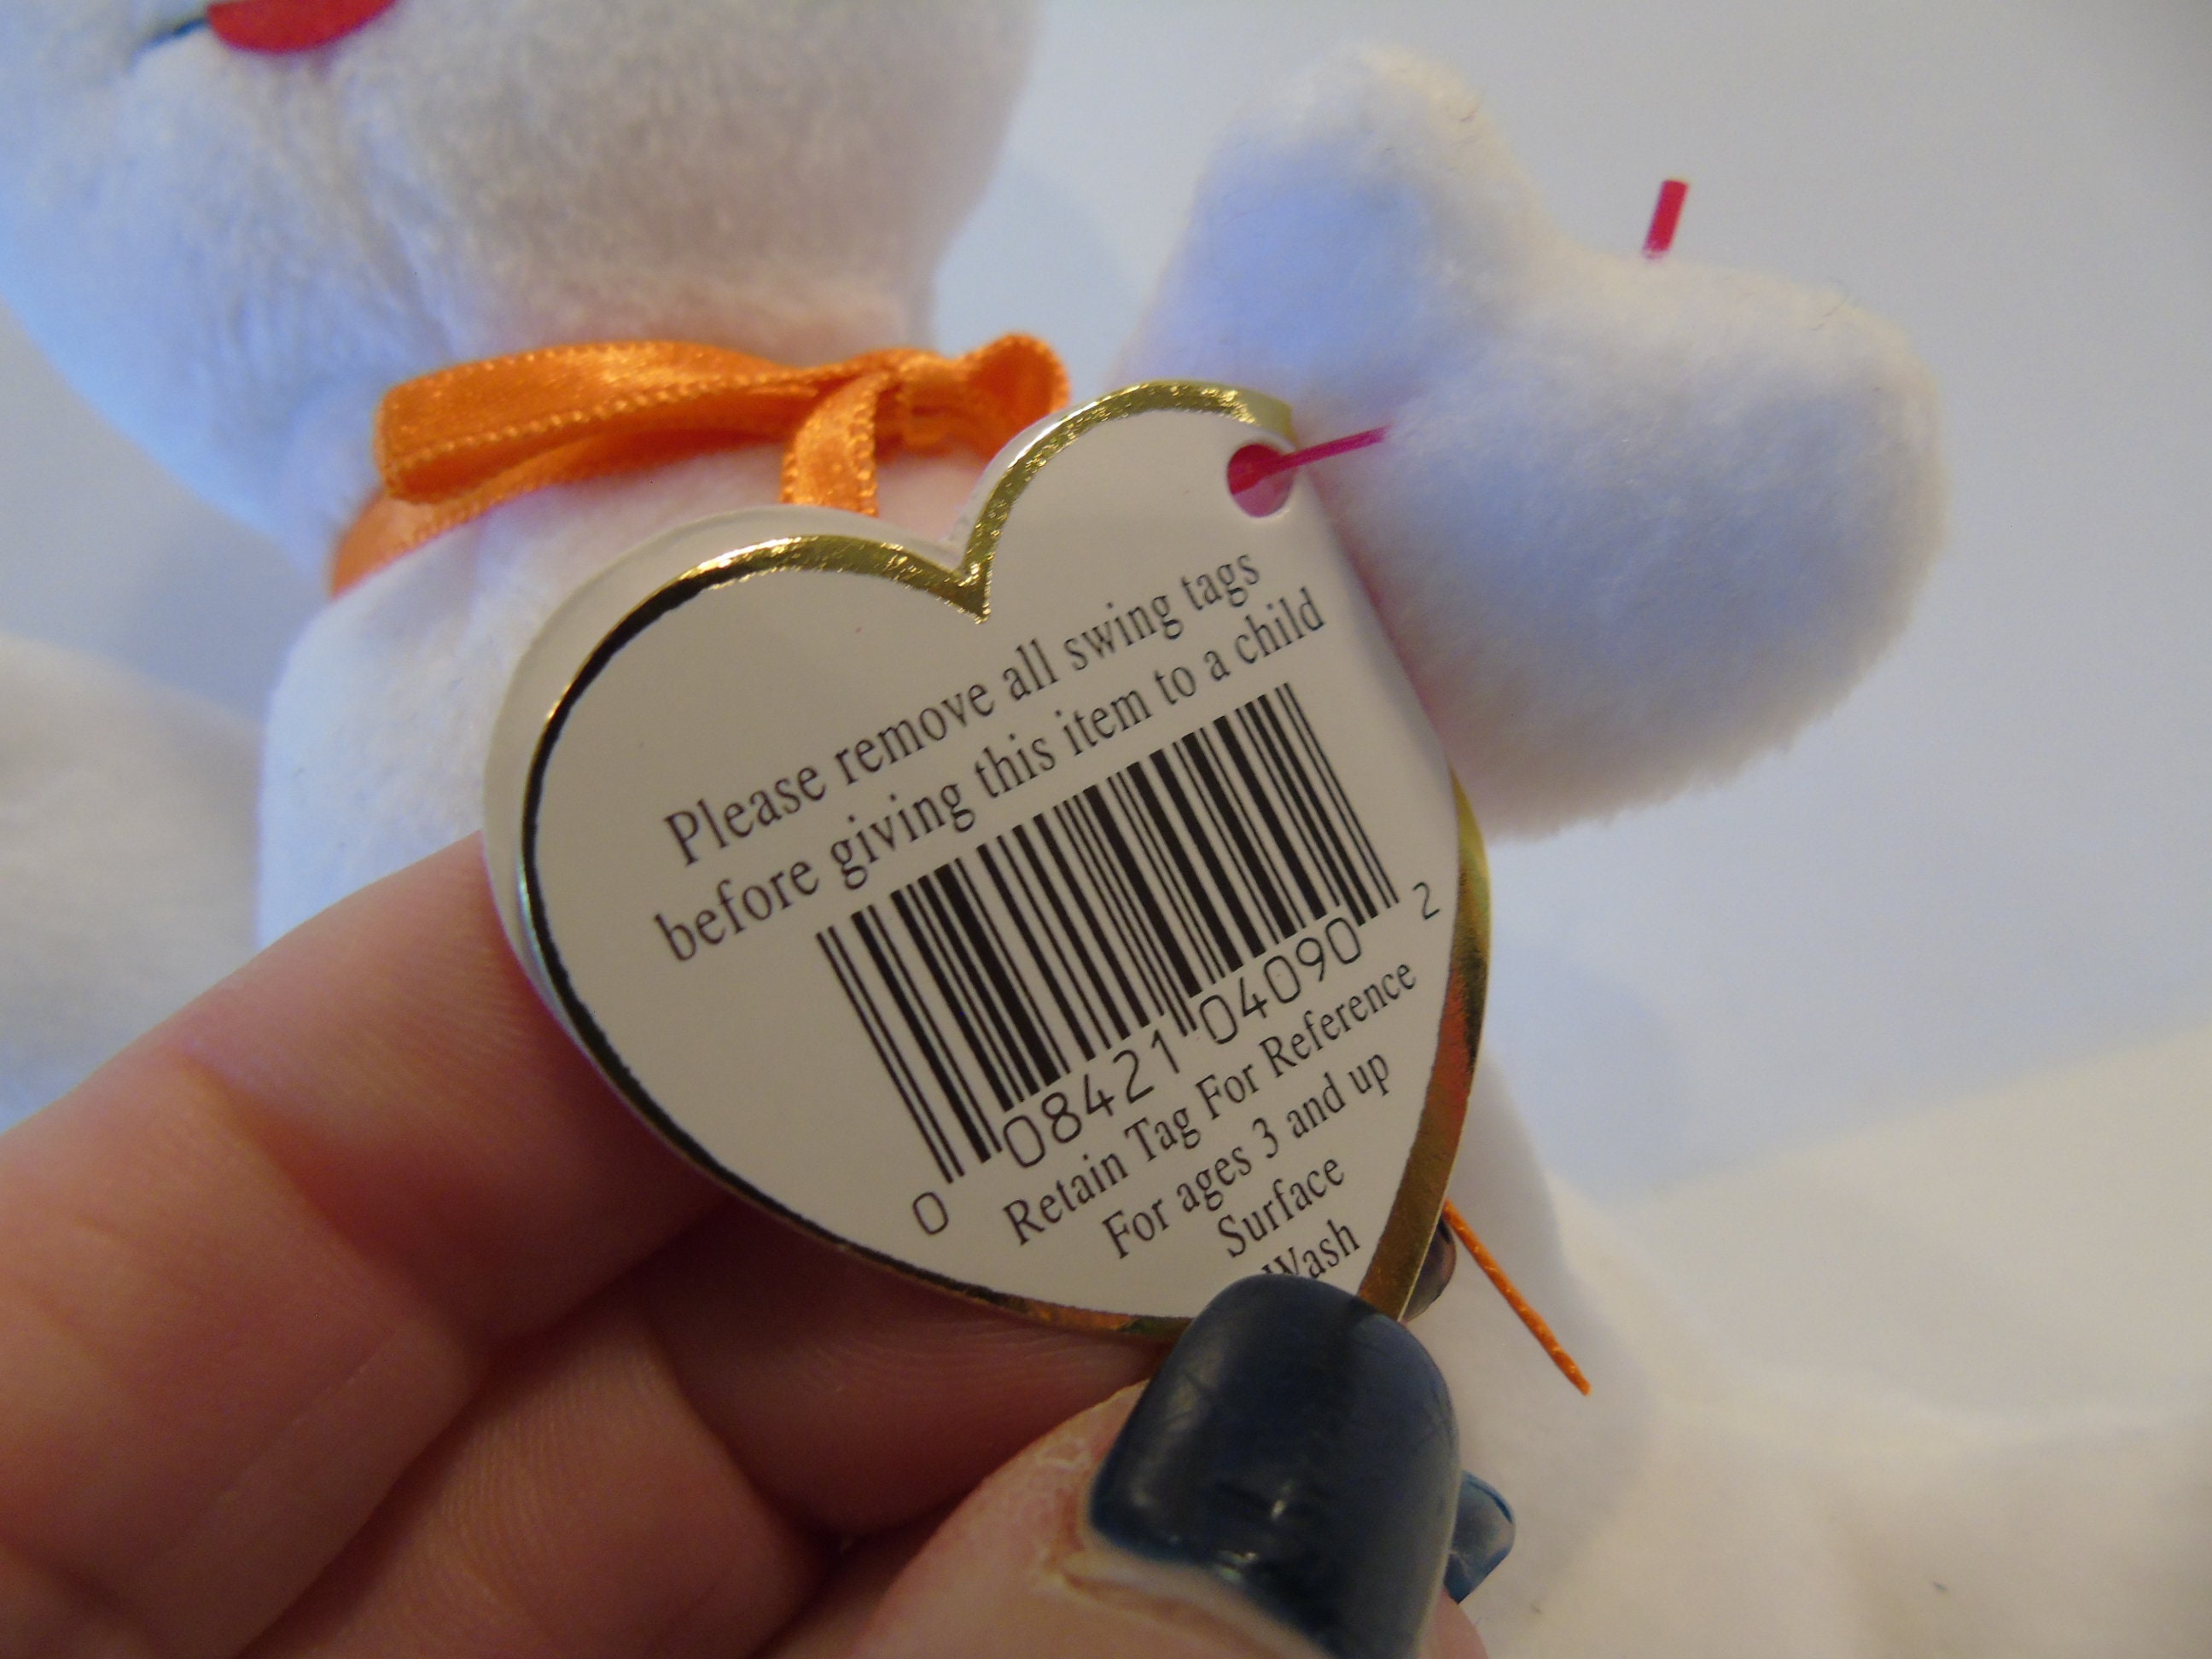 Please remove all swing tags
before giving this item to a child
0 08421 04090 2
Retain Tag For Reference
For ages 3 and up
Surface
Wash